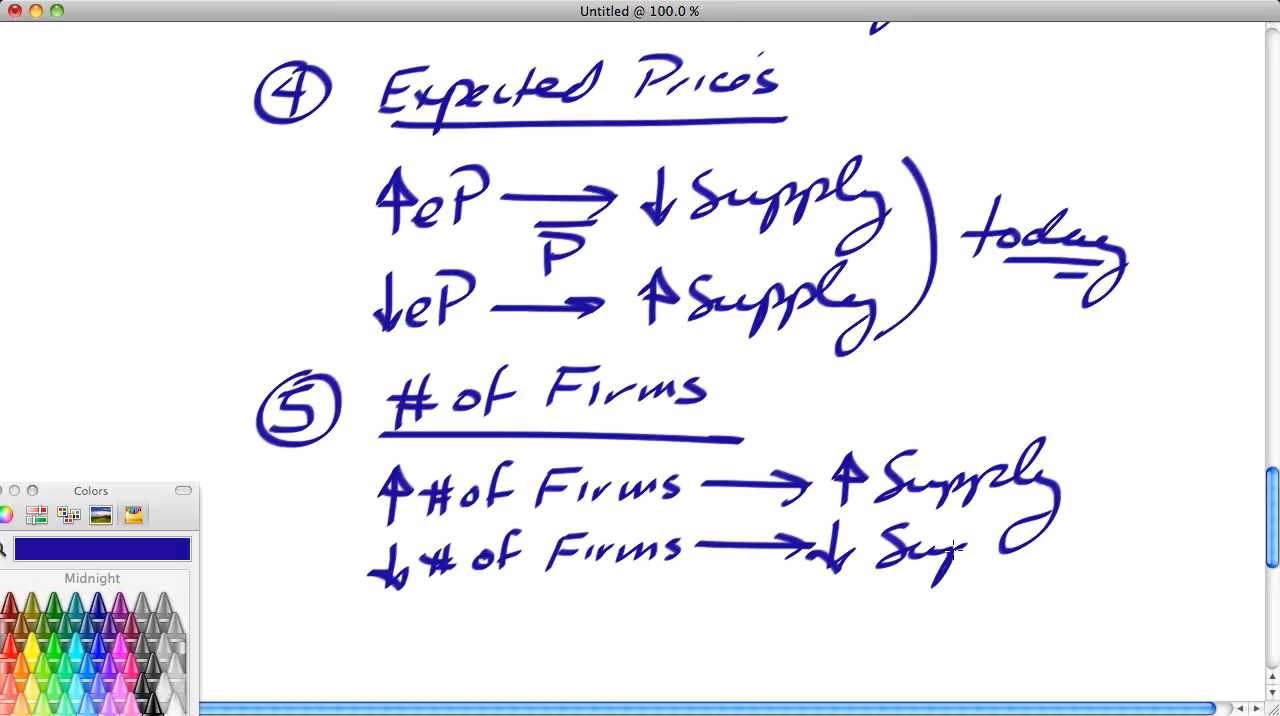 Untitled @ 100.0 %
④ Expected Prices
↑eP → ↓ Supply
P
today
↓eP → ↑ Supply
⑤ # of Firms
↑ # of Firms → ↑ Supply
↓ # of Firms → ↓ Sup
Colors
Midnight